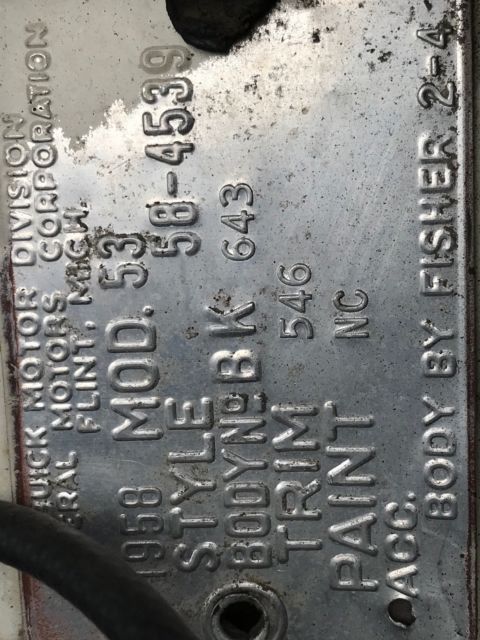 BUICK MOTOR DIVISION
ERAL MOTORS CORPORATION
FLINT, MICH.
1958 MOD. 53
STYLE 58-4539
BODY Nº BK 643
TRIM 546
PAINT NC
ACC.
BODY BY FISHER 2-4